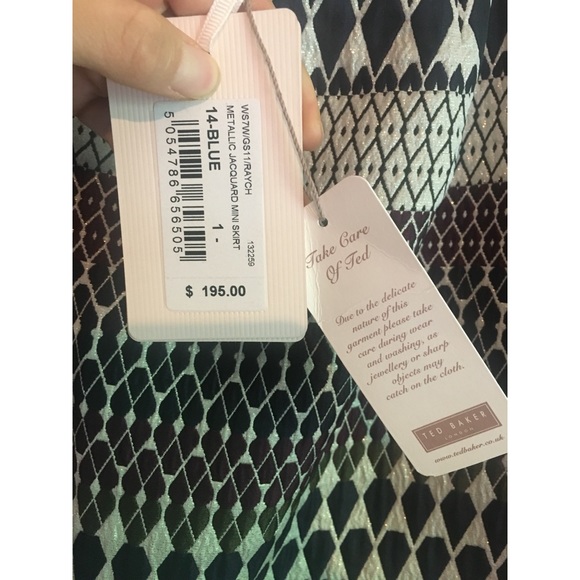 WS7W/GS11/RAYCH
METALLIC JACQUARD MINI SKIRT
132259
14-BLUE
1 -
5054786656505
$ 195.00
Take Care
Of Ted
Due to the delicate
nature of this
garment please take
care during wear
and washing, as
jewellery or sharp
objects may
catch on the cloth.
TED BAKER
LONDON
www.tedbaker.co.uk